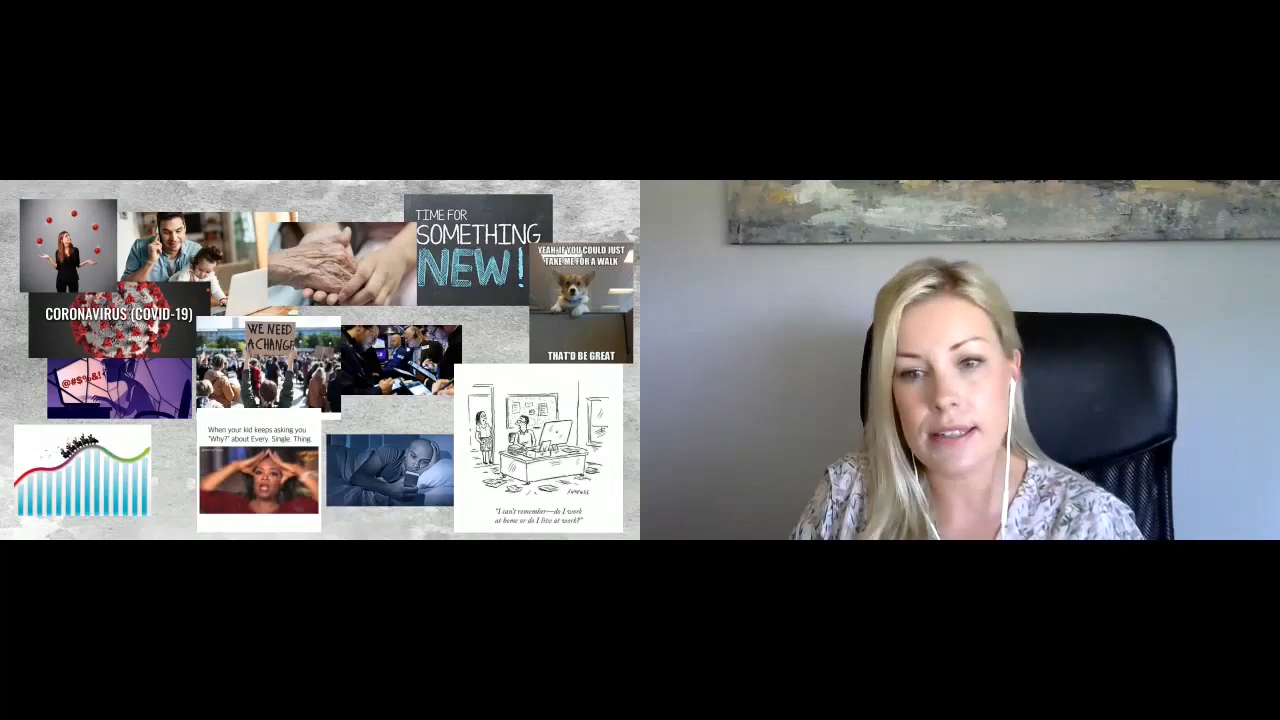 TIME FOR
SOMETHING
NEW!
YEAH IF YOU COULD JUST
TAKE ME FOR A WALK
THAT'D BE GREAT
CORONAVIRUS (COVID-19)
WE NEED
A CHANGE
@#$%&!
When your kid keeps asking you
"Why?" about Every. Single. Thing.
"I can't remember—do I work
at home or do I live at work?"